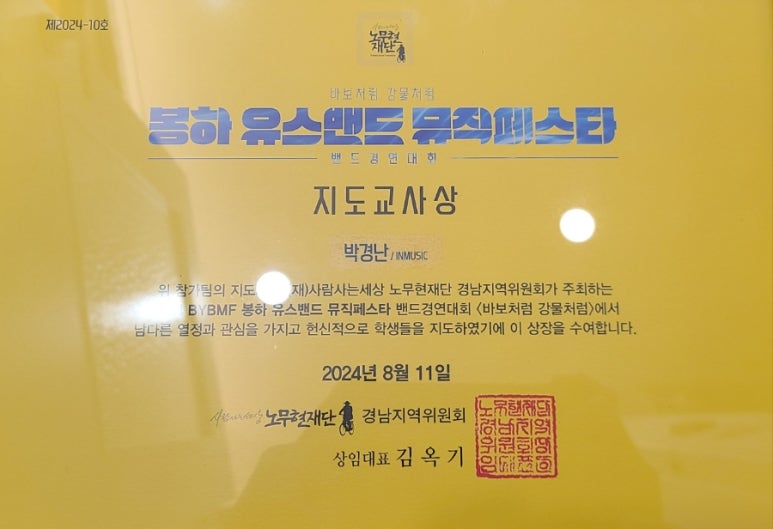 제2024-10호
노무현
재단
바보처럼 강물처럼
봉하 유스밴드 뮤직페스타
밴드경연대회
지도교사상
박경난 / INMUSIC
위 참가팀의 지도 재)사람사는세상 노무현재단 경남지역위원회가 주최하는
BYBMF 봉하 유스밴드 뮤직페스타 밴드경연대회 <바보처럼 강물처럼>에서
남다른 열정과 관심을 가지고 헌신적으로 학생들을 지도하였기에 이 상장을 수여합니다.
2024년 8월 11일
사람사는세상 노무현재단 경남지역위원회
상임대표 김옥기